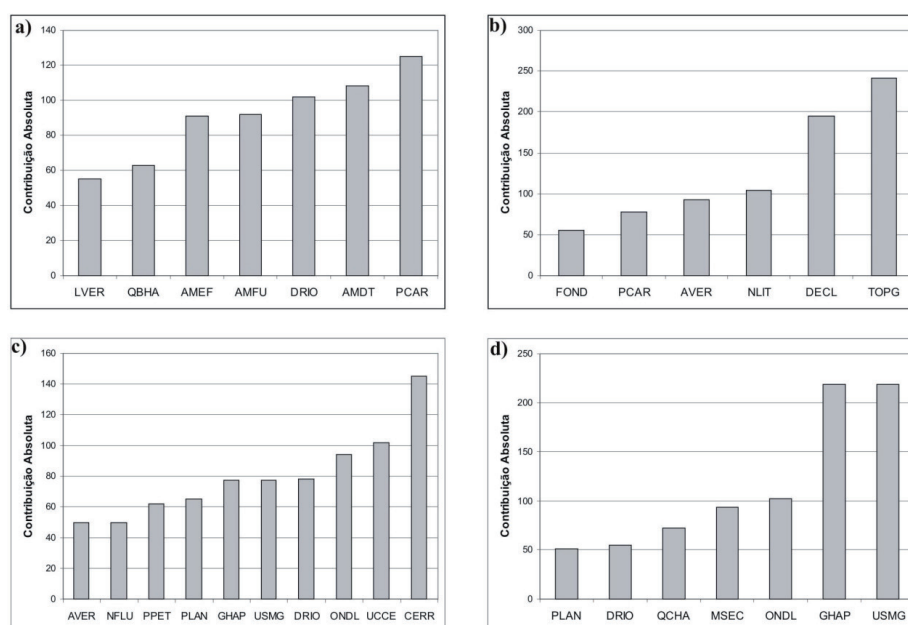 a)
Contribuição Absoluta
140
120
100
80
60
40
20
0
LVER QBHA AMEF AMFU DRIO AMDT PCAR
b)
Contribuição Absoluta
300
250
200
150
100
50
0
FOND PCAR AVER NLIT DECL TOPG
c)
Contribuição Absoluta
160
140
120
100
80
60
40
20
0
AVER NFLU PPET PLAN GHAP USMG DRIO ONDL UCCE CERR
d)
Contribuição Absoluta
250
200
150
100
50
0
PLAN DRIO QCHA MSEC ONDL GHAP USMG